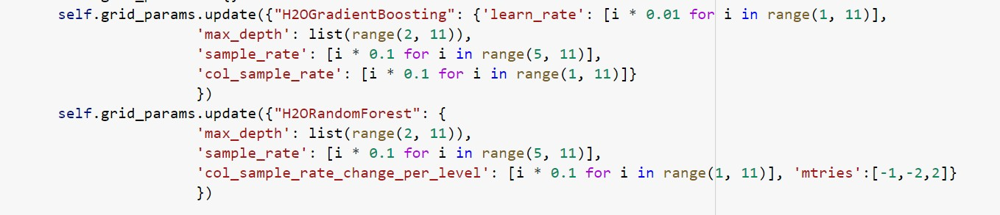 self.grid_params.update({"H2OGradientBoosting": {'learn_rate': [i * 0.01 for i in range(1, 11)],
'max_depth': list(range(2, 11)),
'sample_rate': [i * 0.1 for i in range(5, 11)],
'col_sample_rate': [i * 0.1 for i in range(1, 11)]}
})
self.grid_params.update({"H2ORandomForest": {
'max_depth': list(range(2, 11)),
'sample_rate': [i * 0.1 for i in range(5, 11)],
'col_sample_rate_change_per_level': [i * 0.1 for i in range(1, 11)], 'mtries':[-1,-2,2]}
})